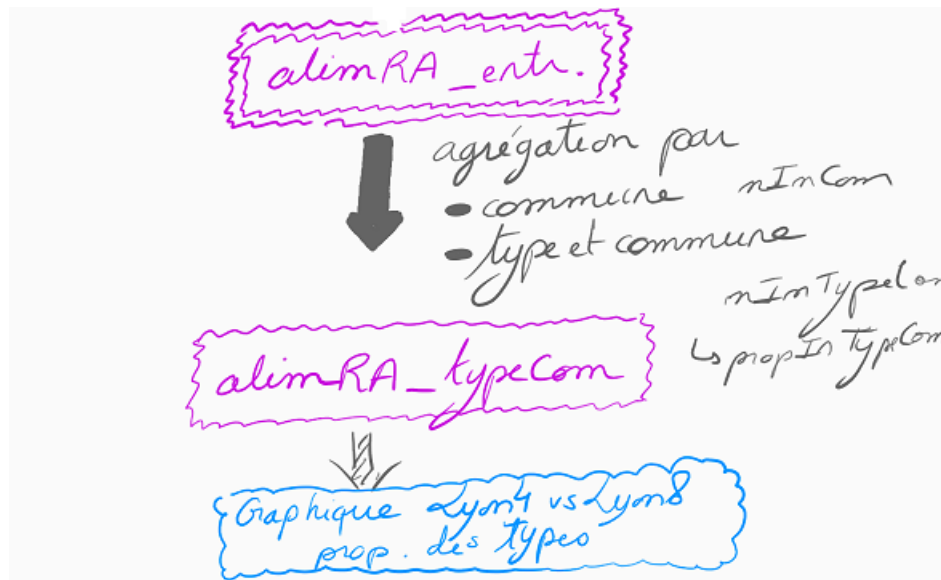 alimRA_entr.
agrégation par
• commune nInCom
• type et commune
nInTypeCom
↳ propInTypeCom
alimRA_typeCom
Graphique Lyon4 vs Lyon8
prop. des types